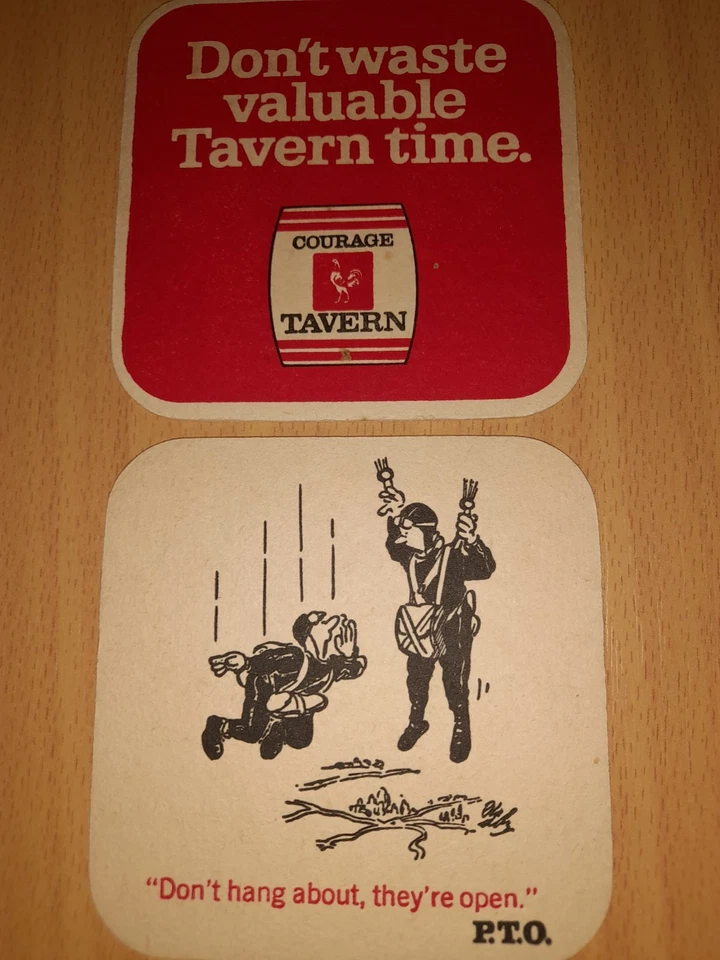 Don't waste
valuable
Tavern time.
COURAGE
TAVERN
"Don't hang about, they're open."
P.T.O.